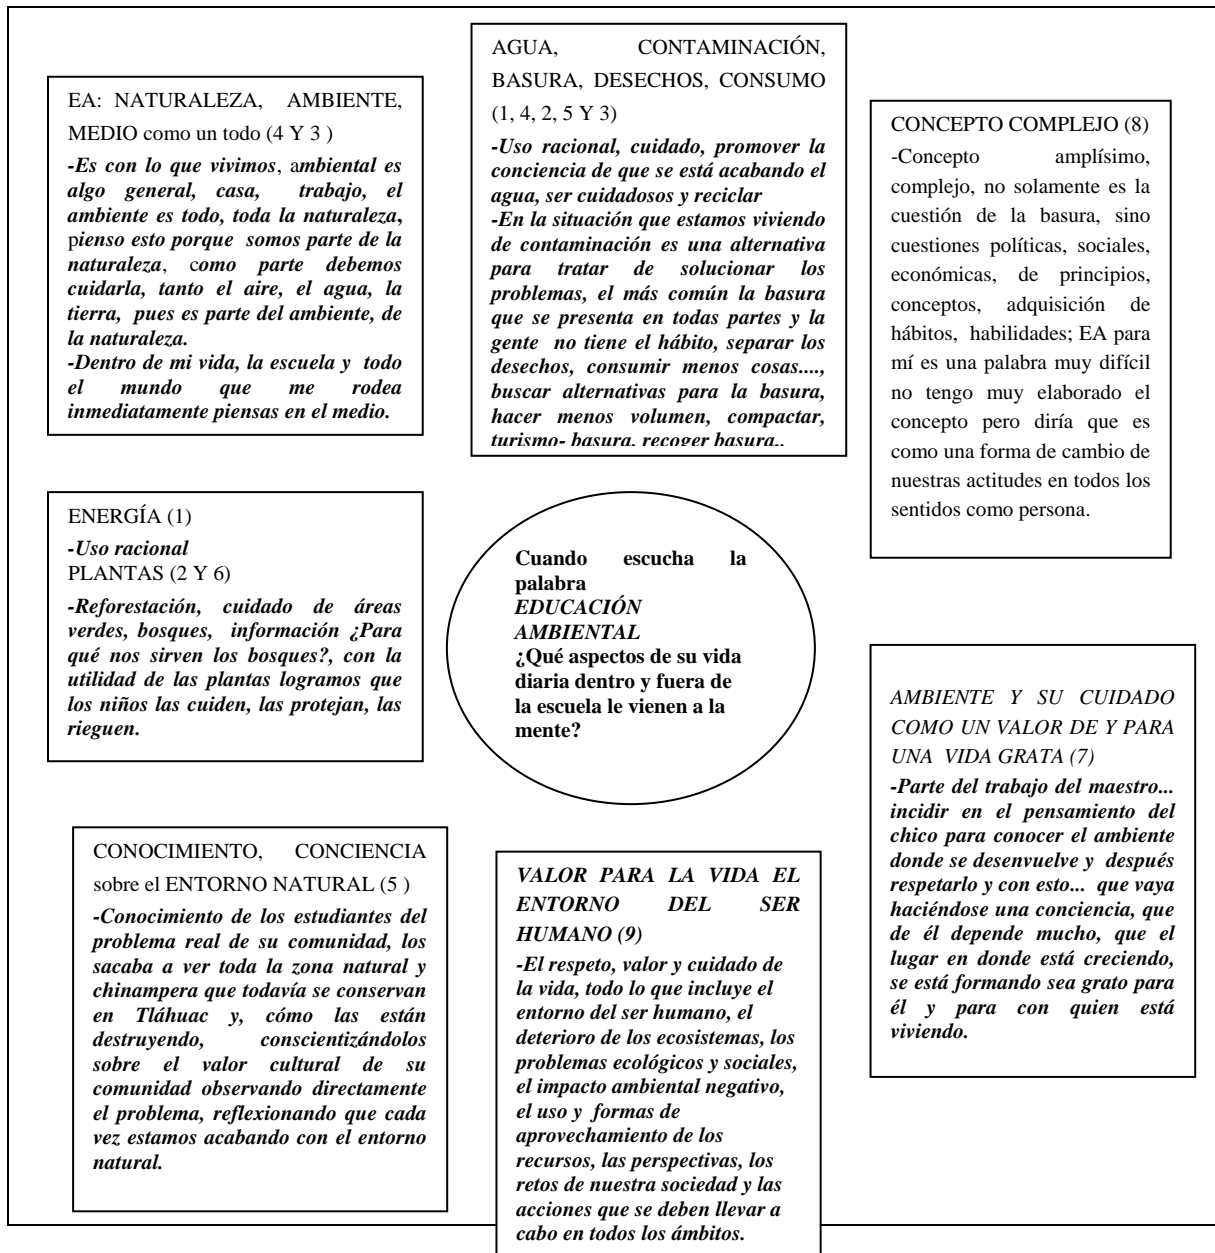 EA: NATURALEZA, AMBIENTE,
MEDIO como un todo (4 Y 3 )
-Es con lo que vivimos, ambiental es
algo general, casa, trabajo, el
ambiente es todo, toda la naturaleza,
pienso esto porque somos parte de la
naturaleza, como parte debemos
cuidarla, tanto el aire, el agua, la
tierra, pues es parte del ambiente, de
la naturaleza.
-Dentro de mi vida, la escuela y todo
el mundo que me rodea
inmediatamente piensas en el medio.
AGUA, CONTAMINACIÓN,
BASURA, DESECHOS, CONSUMO
(1, 4, 2, 5 Y 3)
-Uso racional, cuidado, promover la
conciencia de que se está acabando el
agua, ser cuidadosos y reciclar
-En la situación que estamos viviendo
de contaminación es una alternativa
para tratar de solucionar los
problemas, el más común la basura
que se presenta en todas partes y la
gente no tiene el hábito, separar los
desechos, consumir menos cosas....,
buscar alternativas para la basura,
hacer menos volumen, compactar,
turismo- basura, recoger basura..
CONCEPTO COMPLEJO (8)
-Concepto amplísimo,
complejo, no solamente es la
cuestión de la basura, sino
cuestiones políticas, sociales,
económicas, de principios,
conceptos, adquisición de
hábitos, habilidades; EA para
mí es una palabra muy difícil
no tengo muy elaborado el
concepto pero diría que es
como una forma de cambio de
nuestras actitudes en todos los
sentidos como persona.
ENERGÍA (1)
-Uso racional
PLANTAS (2 Y 6)
-Reforestación, cuidado de áreas
verdes, bosques, información ¿Para
qué nos sirven los bosques?, con la
utilidad de las plantas logramos que
los niños las cuiden, las protejan, las
rieguen.
Cuando escucha la
palabra
EDUCACIÓN
AMBIENTAL
¿Qué aspectos de su vida
diaria dentro y fuera de
la escuela le vienen a la
mente?
AMBIENTE Y SU CUIDADO
COMO UN VALOR DE Y PARA
UNA VIDA GRATA (7)
-Parte del trabajo del maestro...
incidir en el pensamiento del
chico para conocer el ambiente
donde se desenvuelve y después
respetarlo y con esto... que vaya
haciéndose una conciencia, que
de él depende mucho, que el
lugar en donde está creciendo,
se está formando sea grato para
él y para con quien está
viviendo.
CONOCIMIENTO, CONCIENCIA
sobre el ENTORNO NATURAL (5 )
-Conocimiento de los estudiantes del
problema real de su comunidad, los
sacaba a ver toda la zona natural y
chinampera que todavía se conservan
en Tláhuac y, cómo las están
destruyendo, conscientizándolos
sobre el valor cultural de su
comunidad observando directamente
el problema, reflexionando que cada
vez estamos acabando con el entorno
natural.
VALOR PARA LA VIDA EL
ENTORNO DEL SER
HUMANO (9)
-El respeto, valor y cuidado de
la vida, todo lo que incluye el
entorno del ser humano, el
deterioro de los ecosistemas, los
problemas ecológicos y sociales,
el impacto ambiental negativo,
el uso y formas de
aprovechamiento de los
recursos, las perspectivas, los
retos de nuestra sociedad y las
acciones que se deben llevar a
cabo en todos los ámbitos.